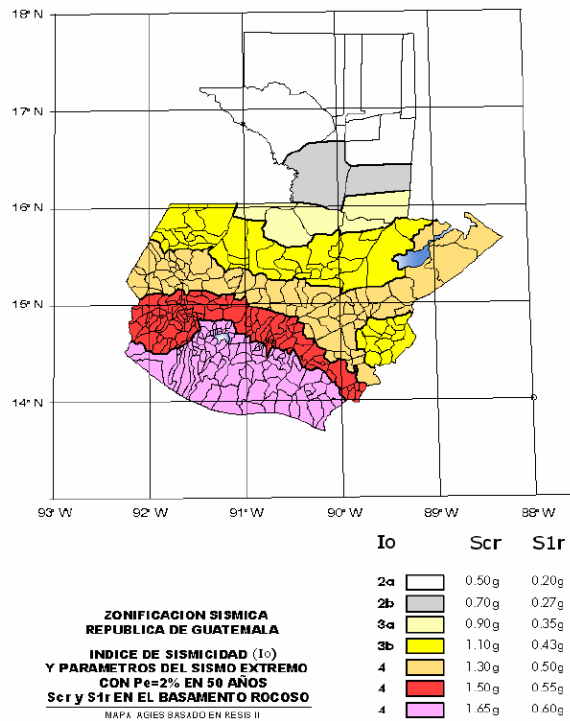 18° N
17° N
16° N
15° N
14° N
93° W 92° W 91° W 90° W 89° W 88° W
Io Scr S1r
2a 0.50g 0.20g
2b 0.70g 0.27g
3a 0.90g 0.35g
3b 1.10g 0.43g
4 1.30g 0.50g
4 1.50g 0.55g
4 1.65g 0.60g
ZONIFICACION SISMICA
REPUBLICA DE GUATEMALA
INDICE DE SISMICIDAD (Io)
Y PARAMETROS DEL SISMO EXTREMO
CON Pe=2% EN 50 AÑOS
Scr y S1r EN EL BASAMENTO ROCOSO
MAPA AGIES BASADO EN RESIS II